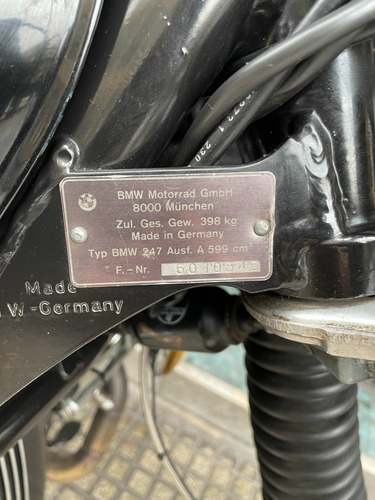 BMW Motorrad GmbH
8000 München
Zul. Ges. Gew. 398 kg
Made in Germany
Typ BMW 247 Ausf. A 599 cm³
F.-Nr.
Made
W-Germany